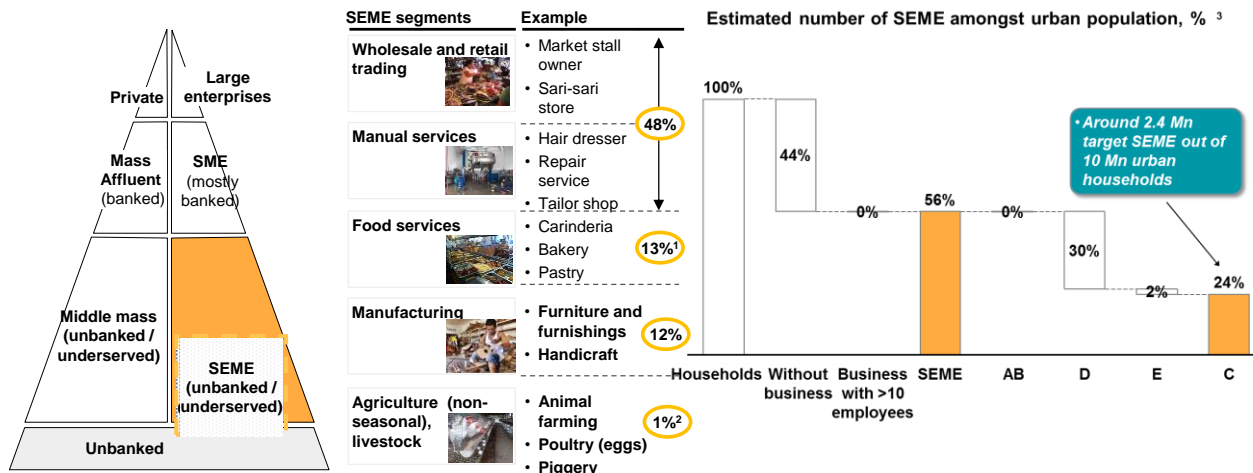 Private
Large
enterprises
Mass
Affluent
(banked)
SME
(mostly
banked)
Middle mass
(unbanked /
underserved)
SEME
(unbanked /
underserved)
Unbanked
SEME segments
Example
Wholesale and retail
trading
• Market stall
owner
• Sari-sari
store
48%
Manual services
• Hair dresser
• Repair
service
• Tailor shop
Food services
• Carinderia
• Bakery
• Pastry
13%1
Manufacturing
• Furniture and
furnishings
• Handicraft
12%
Agriculture (non-
seasonal),
livestock
• Animal
farming
• Poultry (eggs)
• Piggery
1%2
Estimated number of SEME amongst urban population, % 3
100%
44%
0%
56%
0%
30%
2%
24%
• Around 2.4 Mn
target SEME out of
10 Mn urban
households
Households
Without
business
Business
with >10
employees
SEME
AB
D
E
C